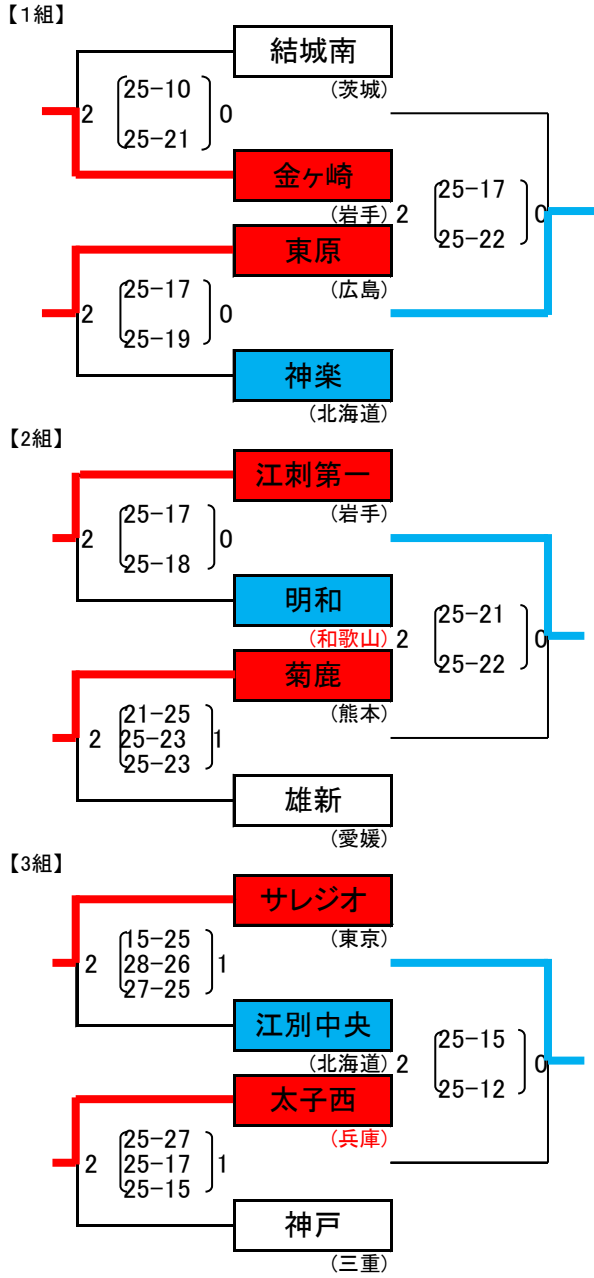 【1組】
結城南
(茨城)
2 25-10 0
25-21
金ヶ崎
(岩手)
2 25-17 0
25-22
東原
(広島)
2 25-17 0
25-19
神楽
(北海道)
【2組】
江刺第一
(岩手)
2 25-17 0
25-18
明和
(和歌山)
2 25-21 0
25-22
菊鹿
(熊本)
21-25
2 25-23 1
25-23
雄新
(愛媛)
【3組】
サレジオ
(東京)
15-25
2 28-26 1
27-25
江別中央
(北海道)
2 25-15 0
25-12
太子西
(兵庫)
25-27
2 25-17 1
25-15
神戸
(三重)